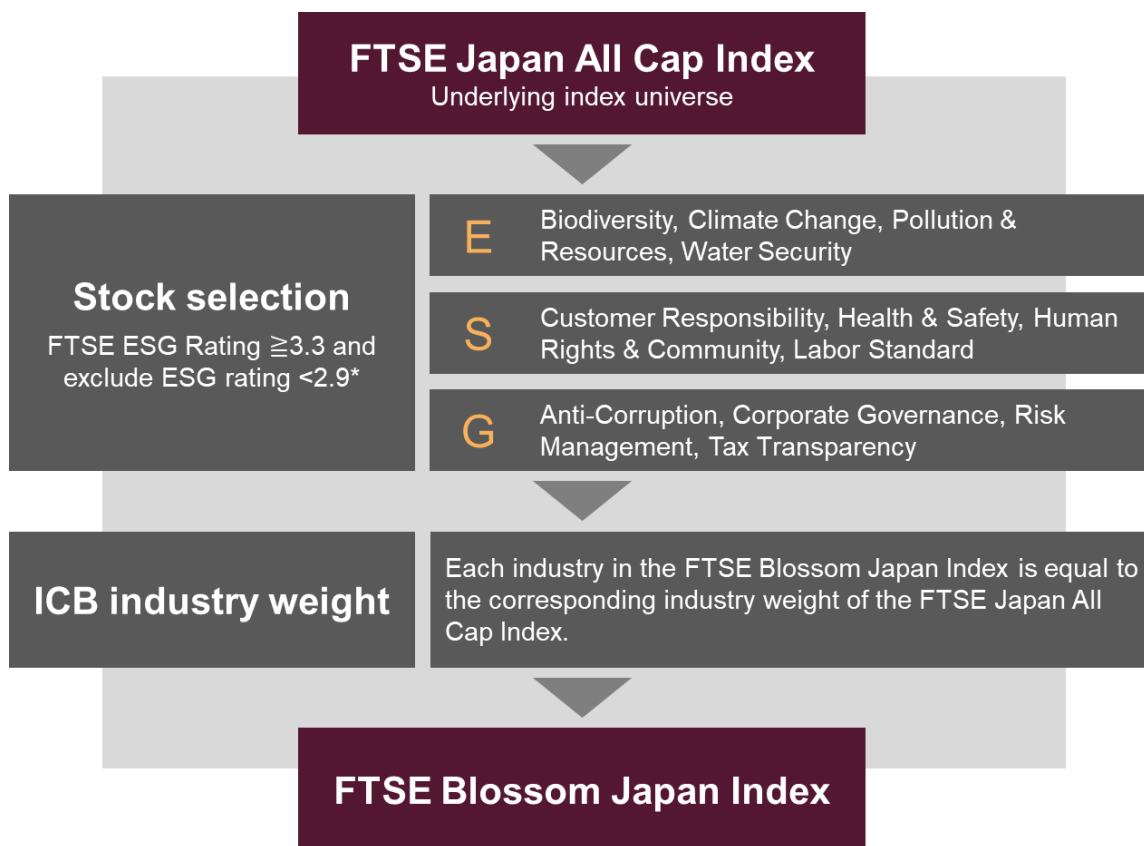 FTSE Japan All Cap Index
Underlying index universe
Stock selection
FTSE ESG Rating ≧3.3 and
exclude ESG rating <2.9*
E
Biodiversity, Climate Change, Pollution &
Resources, Water Security
S
Customer Responsibility, Health & Safety, Human
Rights & Community, Labor Standard
G
Anti-Corruption, Corporate Governance, Risk
Management, Tax Transparency
ICB industry weight
Each industry in the FTSE Blossom Japan Index is equal to
the corresponding industry weight of the FTSE Japan All
Cap Index.
FTSE Blossom Japan Index